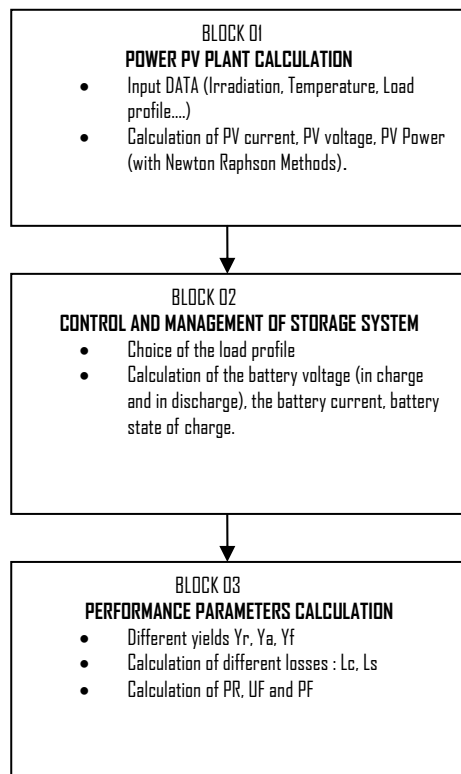 BLOCK 01
POWER PV PLANT CALCULATION
• Input DATA (Irradiation, Temperature, Load
profile....)
• Calculation of PV current, PV voltage, PV Power
(with Newton Raphson Methods).
BLOCK 02
CONTROL AND MANAGEMENT OF STORAGE SYSTEM
• Choice of the load profile
• Calculation of the battery voltage (in charge
and in discharge), the battery current, battery
state of charge.
BLOCK 03
PERFORMANCE PARAMETERS CALCULATION
• Different yields Yr, Ya, Yf
• Calculation of different losses : Lc, Ls
• Calculation of PR, UF and PF